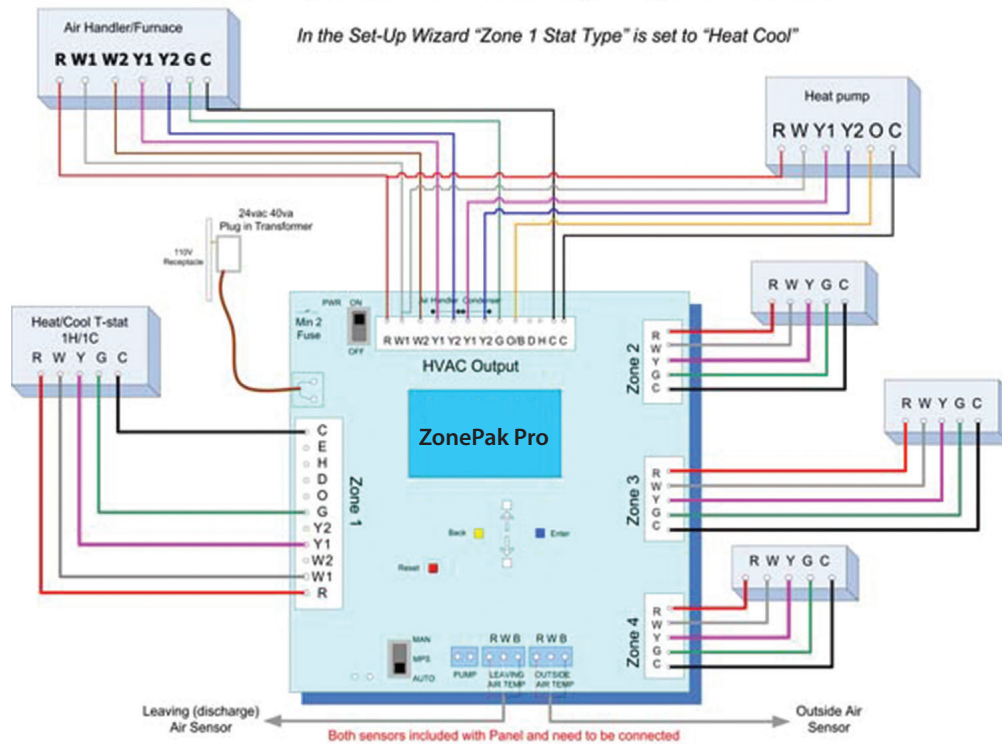 In the Set-Up Wizard “Zone 1 Stat Type” is set to “Heat Cool”
Air Handler/Furnace
R W1 W2 Y1 Y2 G C
Heat pump
R W Y1 Y2 O C
24vac 40va
Plug in Transformer
110V
Receptacle
Heat/Cool T-stat
1H/1C
R W Y G C
PWR ON
OFF
Min 2
Fuse
Air Handler Condenser
R W1 W2 Y1 Y2 Y1 Y2 G O/B D H C C
HVAC Output
ZonePak Pro
Zone 1
C
E
H
D
O
G
Y2
Y1
W2
W1
R
Back
Enter
Reset
MAN
MPS
AUTO
PUMP
R W B
LEAVING
AIR TEMP
R W B
OUTSIDE
AIR TEMP
Zone 2
R
W
Y
G
C
R W Y G C
Zone 3
R
W
Y
G
C
R W Y G C
Zone 4
R
W
Y
G
C
R W Y G C
Leaving (discharge)
Air Sensor
Both sensors included with Panel and need to be connected
Outside Air
Sensor